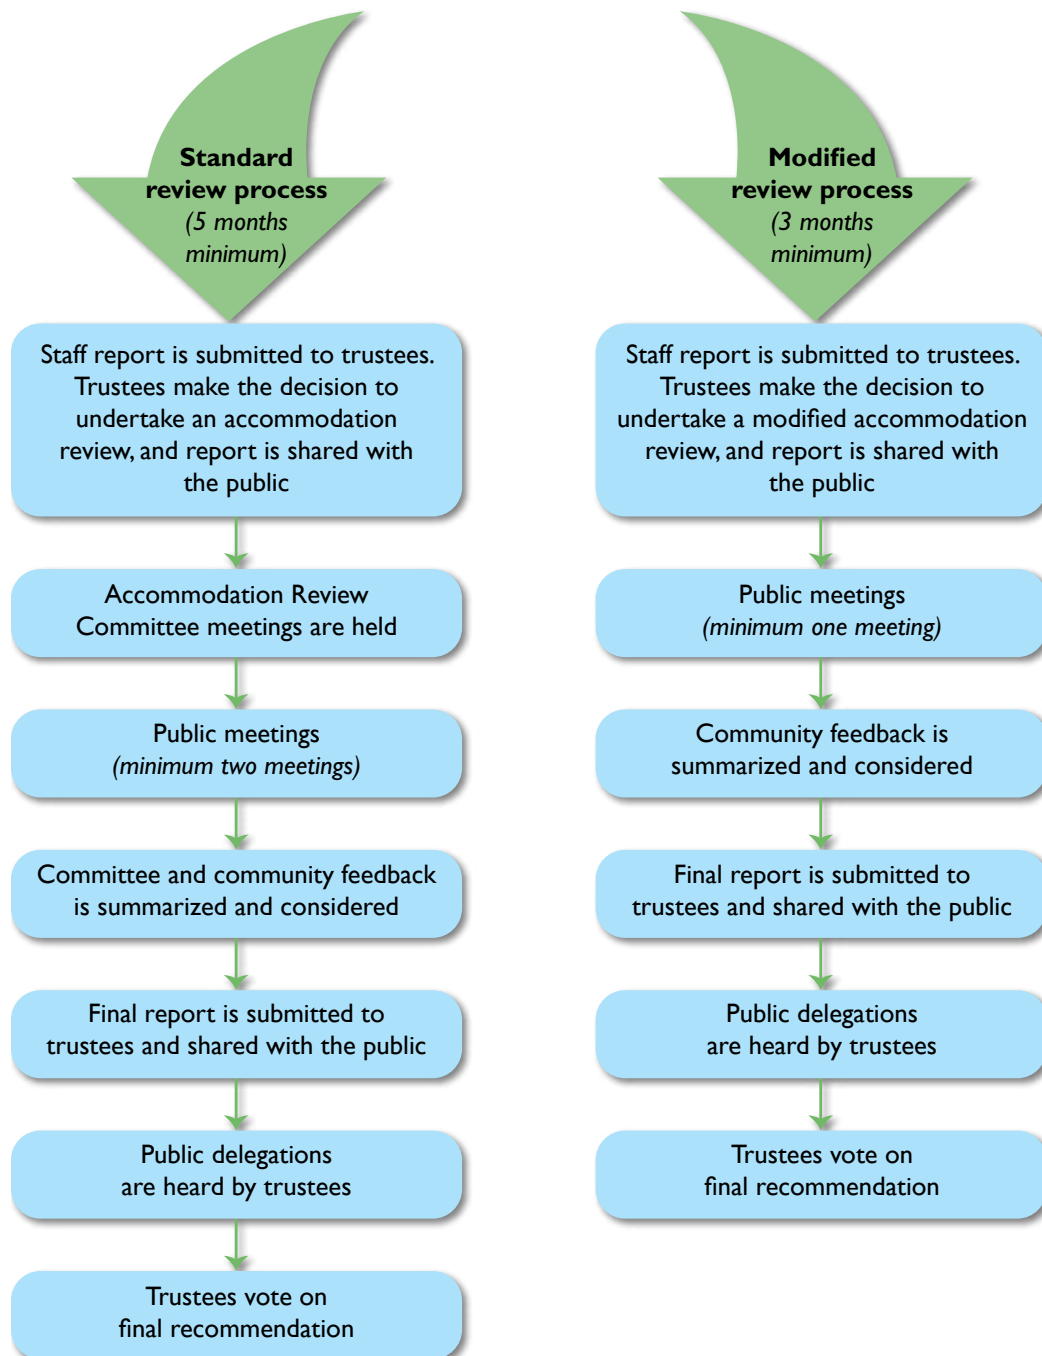 Standard
review process
(5 months
minimum)
Staff report is submitted to trustees.
Trustees make the decision to
undertake an accommodation
review, and report is shared with
the public
Accommodation Review
Committee meetings are held
Public meetings
(minimum two meetings)
Committee and community feedback
is summarized and considered
Final report is submitted to
trustees and shared with the public
Public delegations
are heard by trustees
Trustees vote on
final recommendation
Modified
review process
(3 months
minimum)
Staff report is submitted to trustees.
Trustees make the decision to
undertake a modified accommodation
review, and report is shared with
the public
Public meetings
(minimum one meeting)
Community feedback is
summarized and considered
Final report is submitted to
trustees and shared with the public
Public delegations
are heard by trustees
Trustees vote on
final recommendation